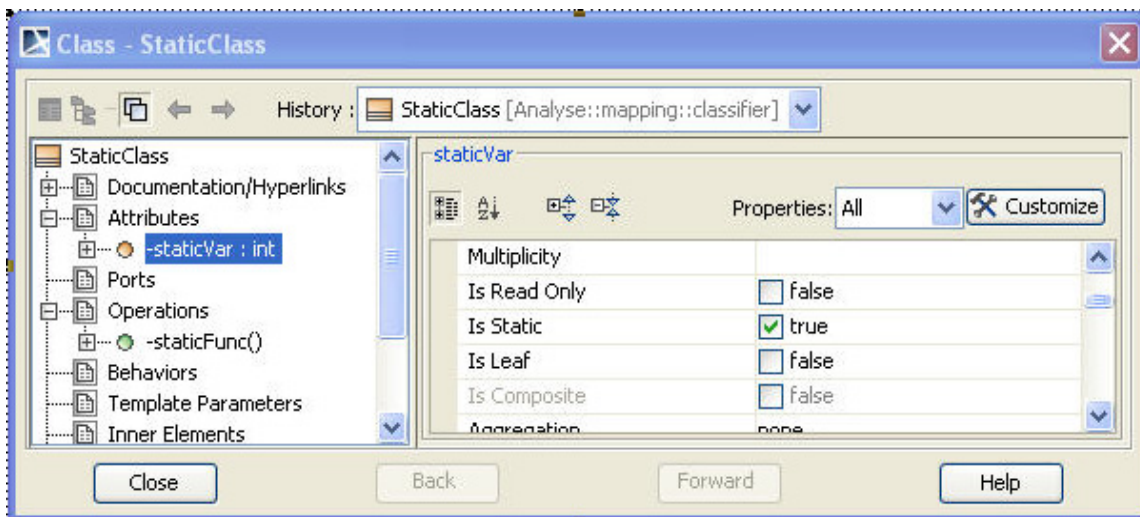 Class - StaticClass
History : StaticClass [Analyse::mapping::classifier]
StaticClass
Documentation/Hyperlinks
Attributes
-staticVar : int
Ports
Operations
-staticFunc()
Behaviors
Template Parameters
Inner Elements
staticVar
Properties: All Customize
Multiplicity
Is Read Only false
Is Static true
Is Leaf false
Is Composite false
Aggregation none
Close Back Forward Help